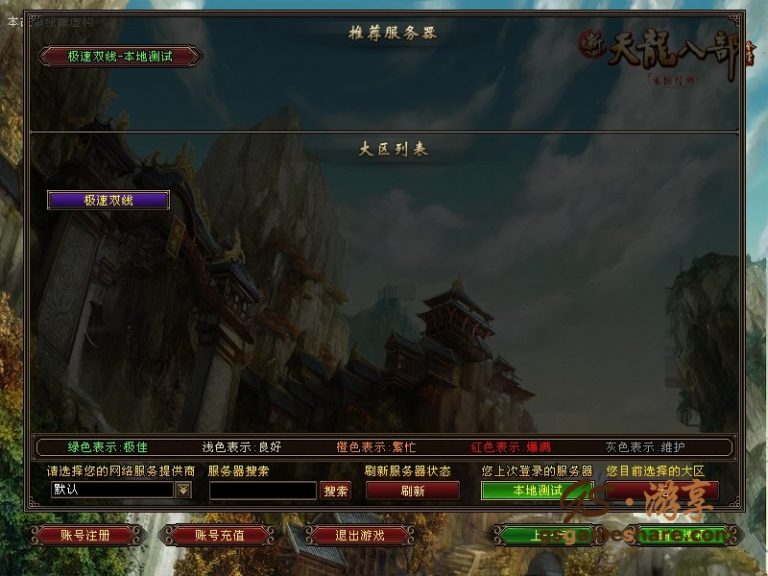 推荐服务器
极速双线-本地测试
新天龍八部
大区列表
极速双线
绿色表示:极佳 浅色表示:良好 橙色表示:繁忙 红色表示:爆满 灰色表示:维护
请选择您的网络服务提供商 服务器搜索 刷新服务器状态 您上次登录的服务器 您目前选择的大区
默认 搜索 刷新 本地测试
游享
账号注册 账号充值 退出游戏